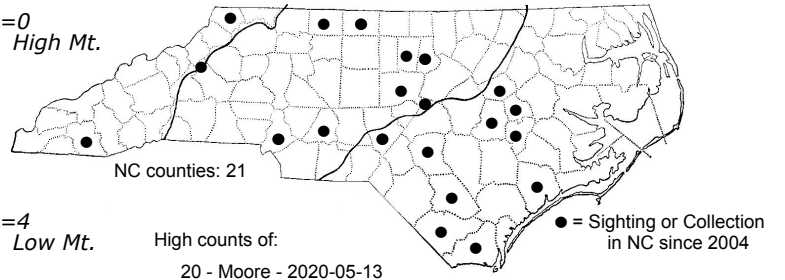 =0
High Mt.
NC counties: 21
=4
Low Mt.
High counts of:
20 - Moore - 2020-05-13
= Sighting or Collection
in NC since 2004